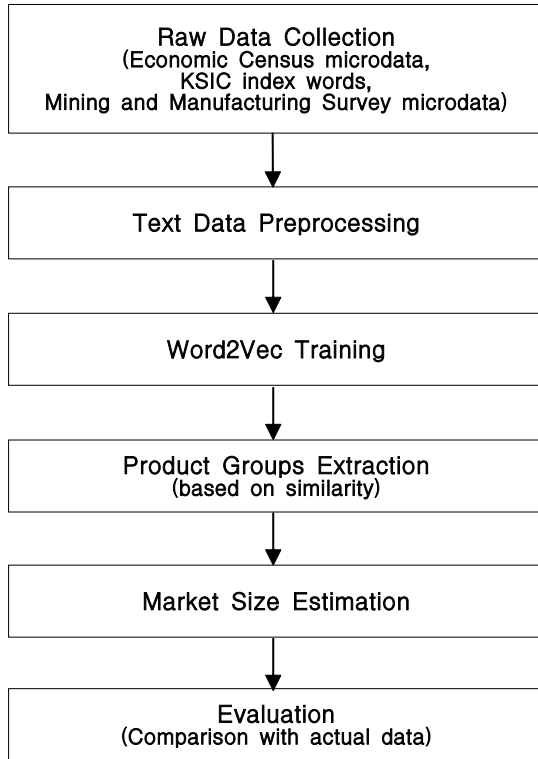 Raw Data Collection
(Economic Census microdata,
KSIC index words,
Mining and Manufacturing Survey microdata)
Text Data Preprocessing
Word2Vec Training
Product Groups Extraction
(based on similarity)
Market Size Estimation
Evaluation
(Comparison with actual data)